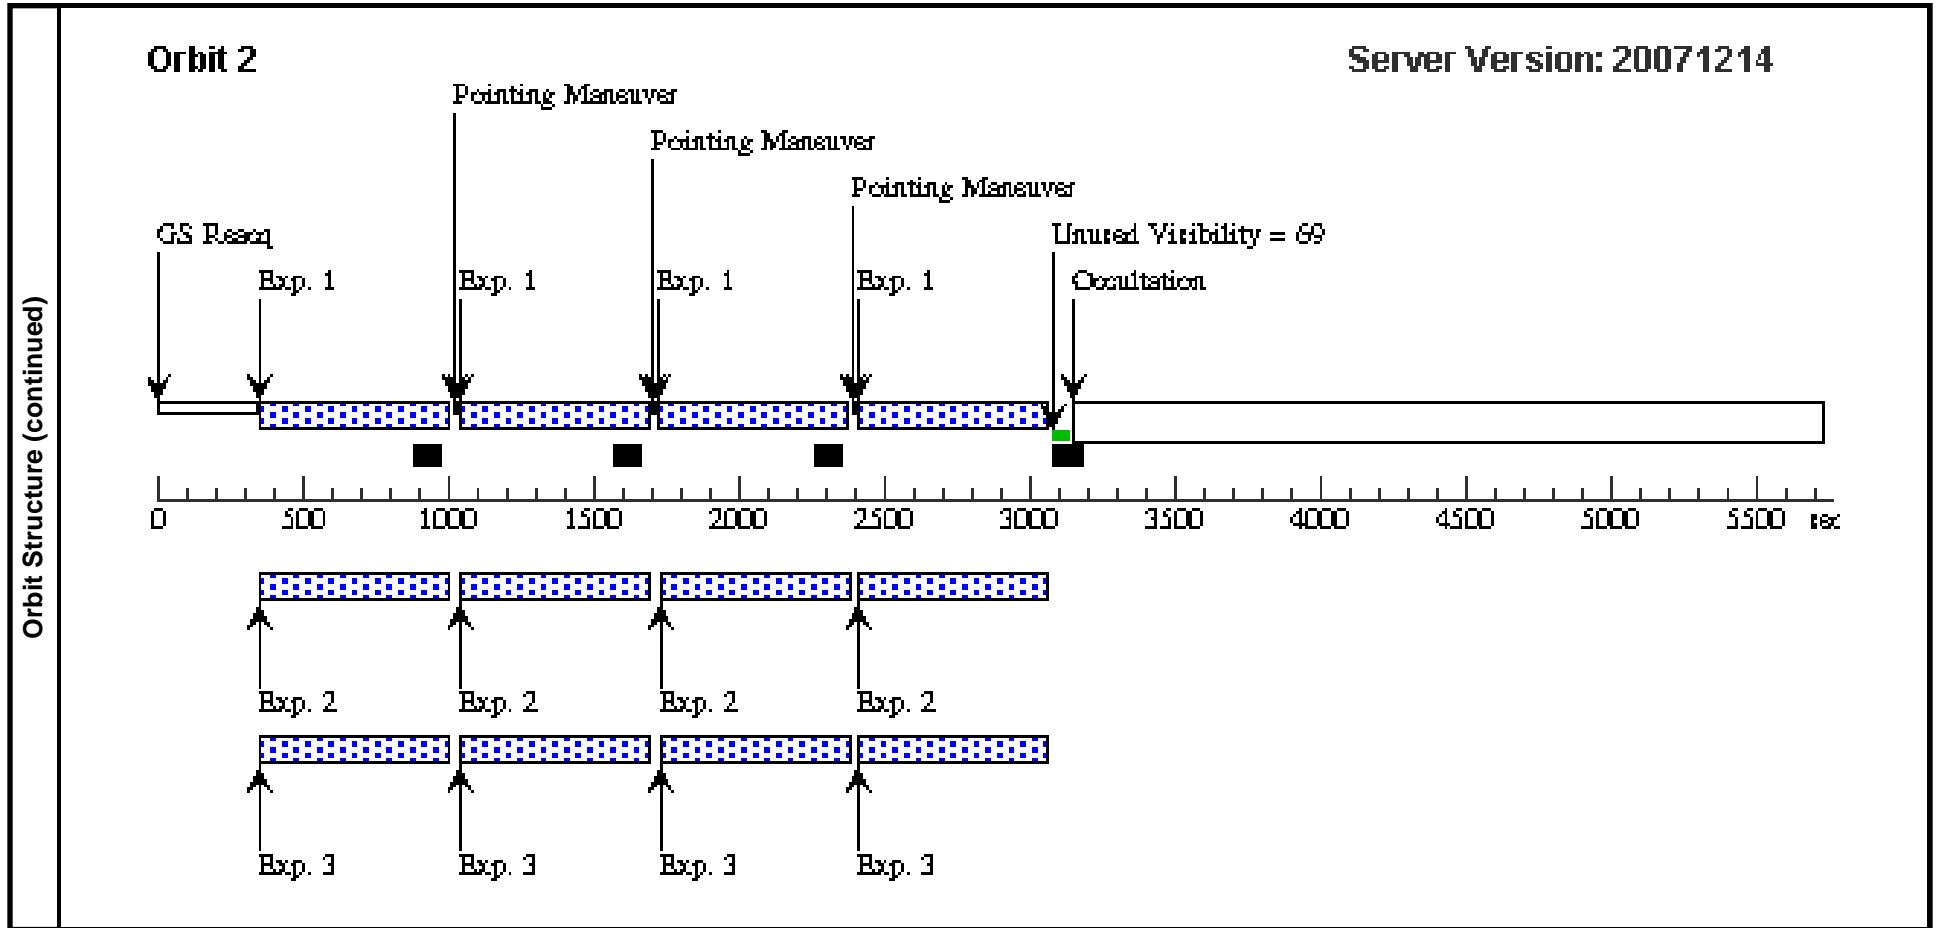 Orbit 2
Server Version: 20071214
Pointing Maneuver
Pointing Maneuver
Pointing Maneuver
GS Reacq
Unused Visibility = 69
Exp. 1
Exp. 1
Exp. 1
Exp. 1
Occultation
Orbit Structure (continued)
0 500 1000 1500 2000 2500 3000 3500 4000 4500 5000 5500 sec
Exp. 2
Exp. 2
Exp. 2
Exp. 2
Exp. 3
Exp. 3
Exp. 3
Exp. 3